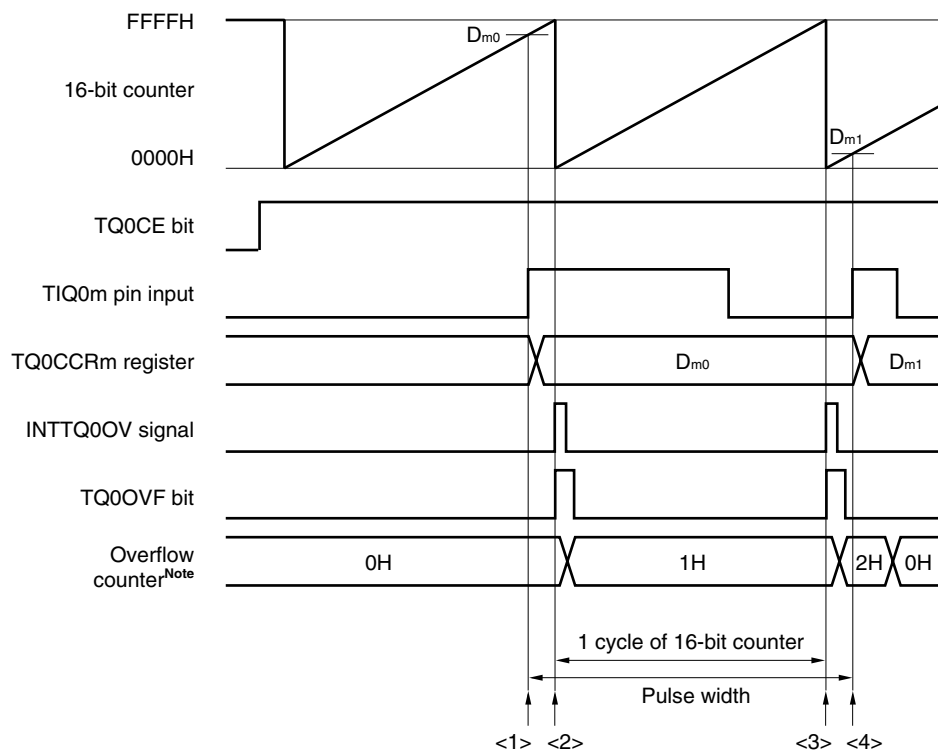 FFFFH
Dm0
16-bit counter
0000H
Dm1
TQ0CE bit
TIQ0m pin input
TQ0CCRm register
Dm0
Dm1
INTTQ0OV signal
TQ0OVF bit
Overflow
counterNote
0H
1H
2H
0H
1 cycle of 16-bit counter
Pulse width
<1> <2> <3> <4>